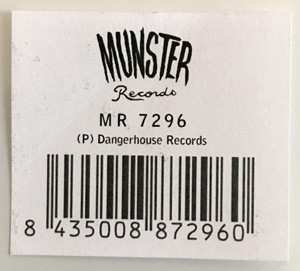 MUNSTER
Records
MR 7296
(P) Dangerhouse Records
8 435008 872960